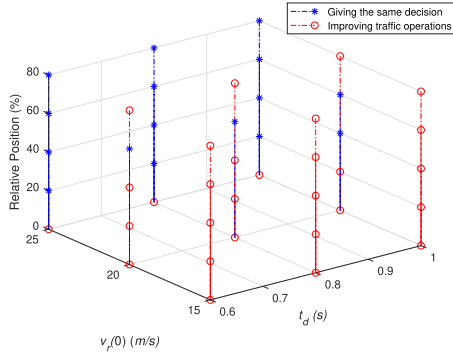 Giving the same decision
Improving traffic operations
Relative Position (%)
80
60
40
20
0
25
20
15
0.6
0.7
0.8
0.9
1
v_r(0) (m/s)
t_d (s)